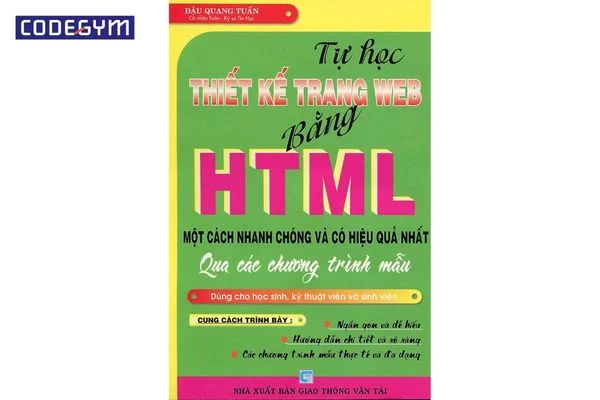 CODEGYM
ĐẬU QUANG TUẤN
Cử nhân Toán - Kỹ sư Tin Học
Tự học
THIẾT KẾ TRANG WEB
Bằng
HTML
MỘT CÁCH NHANH CHÓNG VÀ CÓ HIỆU QUẢ NHẤT
Qua các chương trình mẫu
Dùng cho học sinh, kỹ thuật viên và sinh viên
CUNG CÁCH TRÌNH BÀY :
Ngắn gọn và dễ hiểu
Hướng dẫn chi tiết và rõ ràng
Các chương trình mẫu thực tế và đa dạng
NHÀ XUẤT BẢN GIAO THÔNG VẬN TẢI